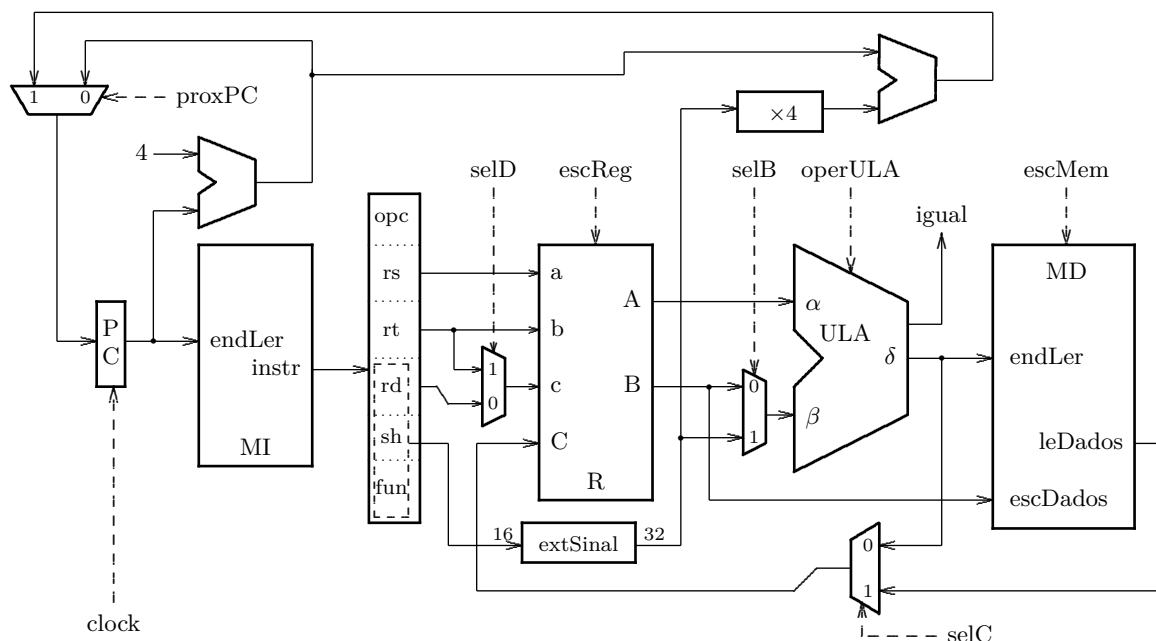 1 0
proxPC
×4
4
selD
escReg
selB
operULA
escMem
opc
igual
rs
a
MD
A
α
P
C
endLer
rt
b
ULA
δ
endLer
instr
rd
1
0
c
B
0
1
β
MI
sh
C
leDados
R
fun
escDados
16
extSinal
32
0
1
clock
selC